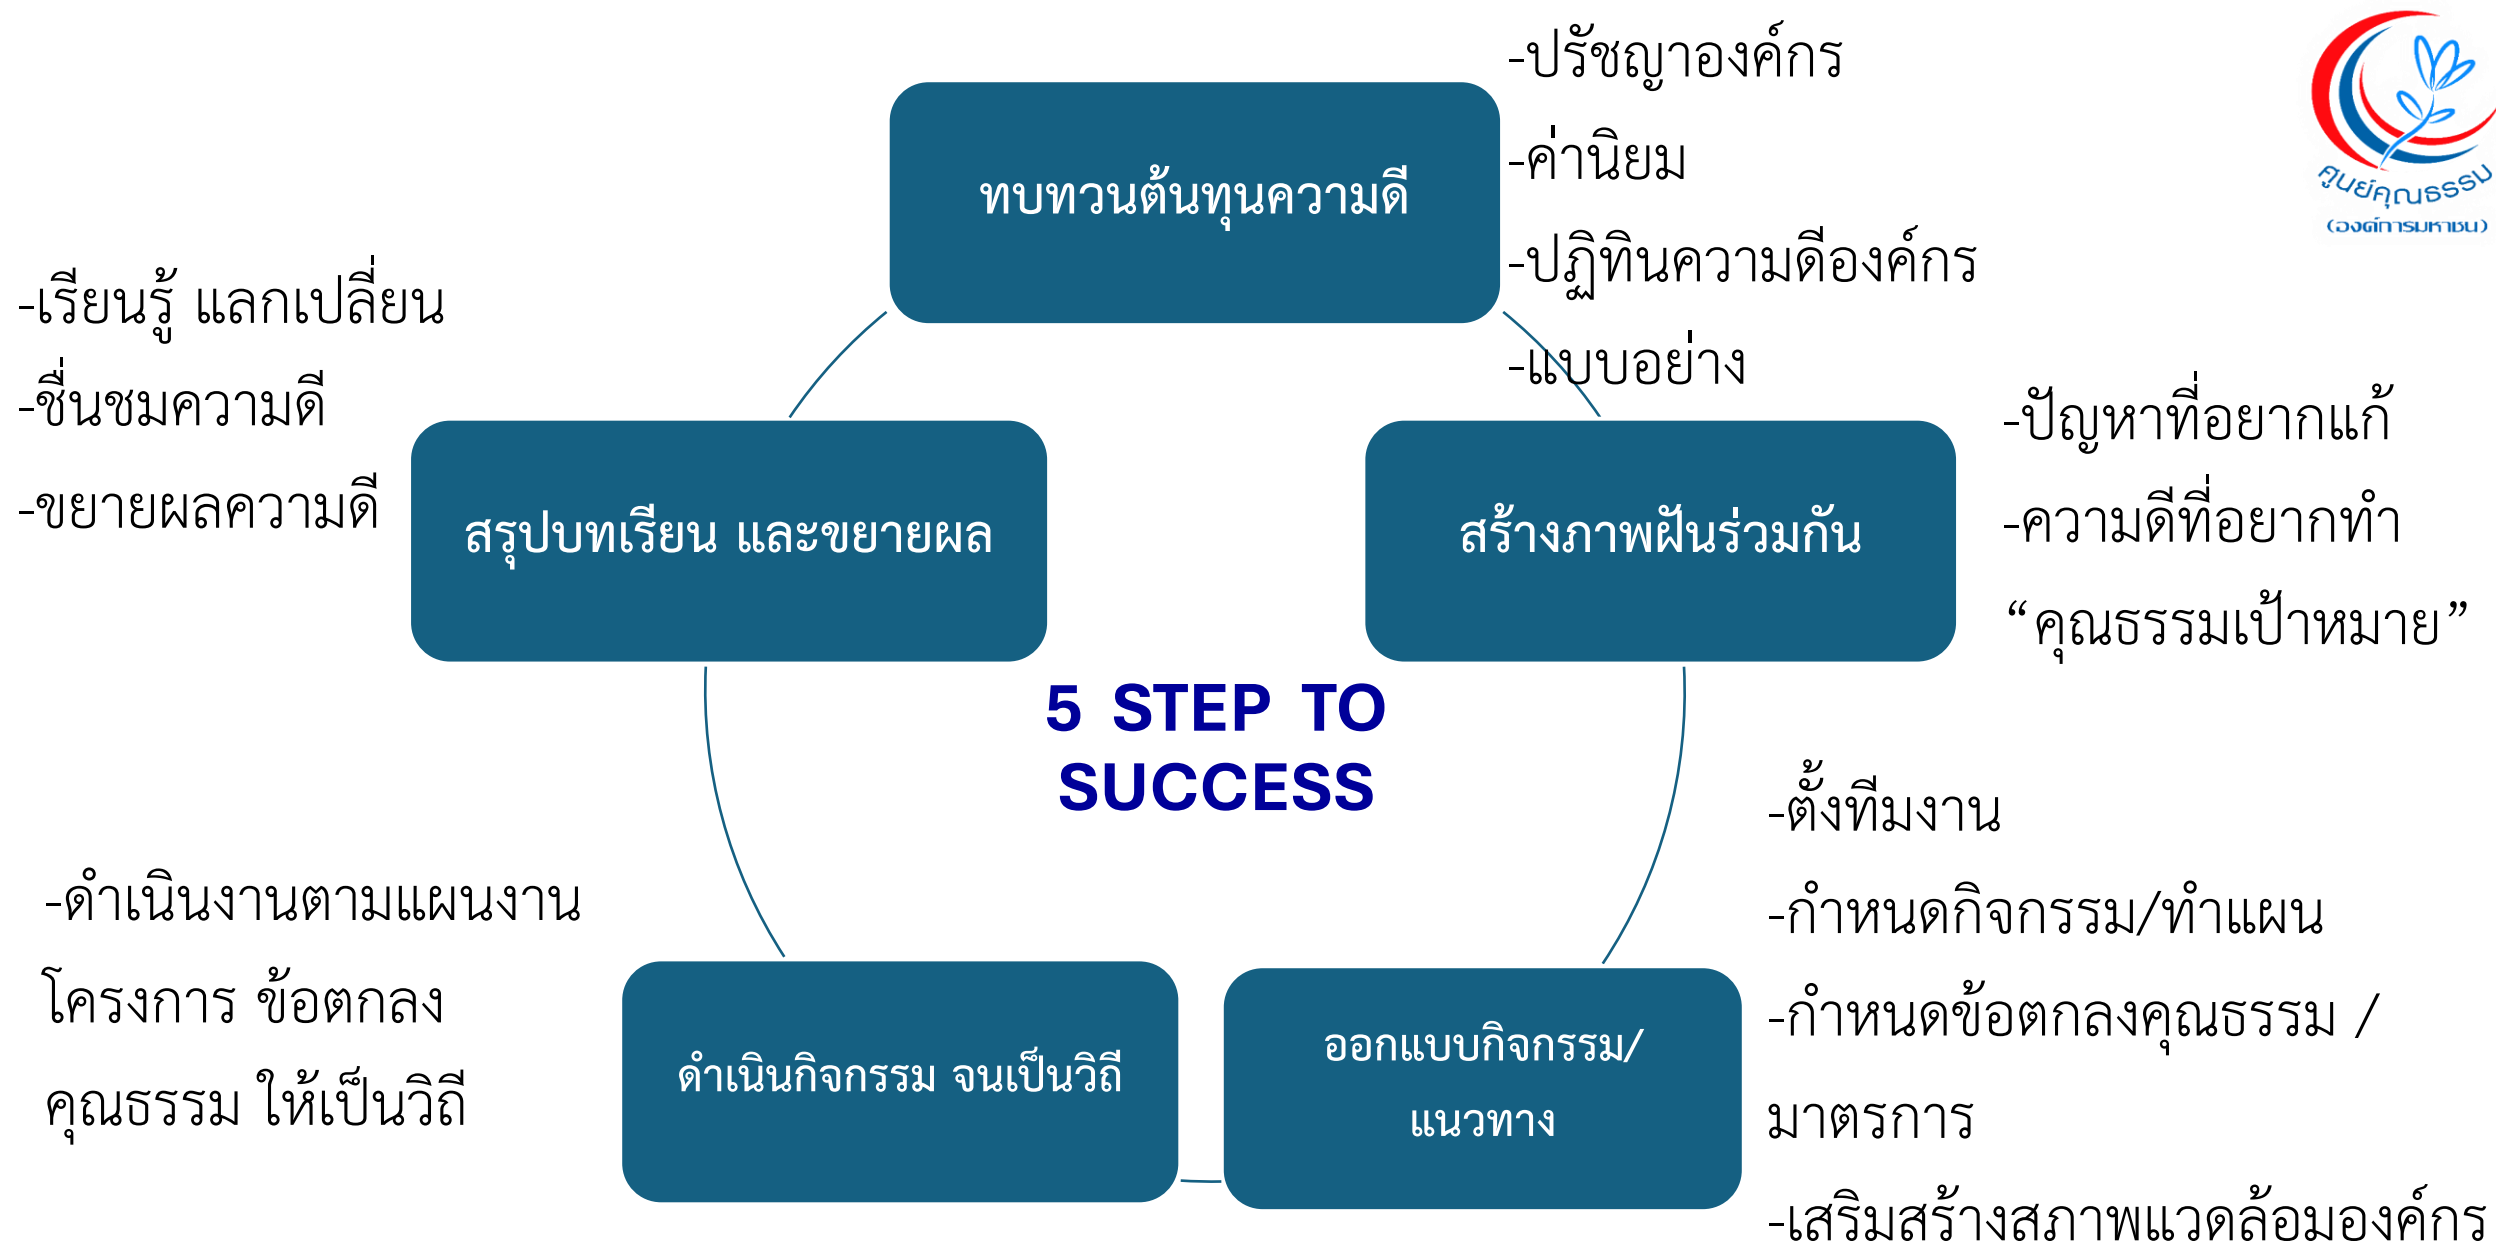 -ปรัชญาองค์กร
-ค่านิยม
-ปฏิทินความดีองค์กร
-แบบอย่าง
ศูนย์คุณธรรม
(องค์การมหาชน)
ทบทวนต้นทุนความดี
-เรียนรู้ แลกเปลี่ยน
-ชื่นชมความดี
-ขยายผลความดี
สรุปบทเรียน และขยายผล
สร้างภาพฝันร่วมกัน
-ปัญหาที่อยากแก้
-ความดีที่อยากทำ
“คุณธรรมเป้าหมาย”
5 STEP TO
SUCCESS
-ตั้งทีมงาน
-กำหนดกิจกรรม/ทำแผน
-กำหนดข้อตกลงคุณธรรม /
มาตรการ
-เสริมสร้างสภาพแวดล้อมองค์กร
-ดำเนินงานตามแผนงาน
โครงการ ข้อตกลง
คุณธรรม ให้เป็นวิถี
ดำเนินกิจกรรม จนเป็นวิถี
ออกแบบกิจกรรม/
แนวทาง